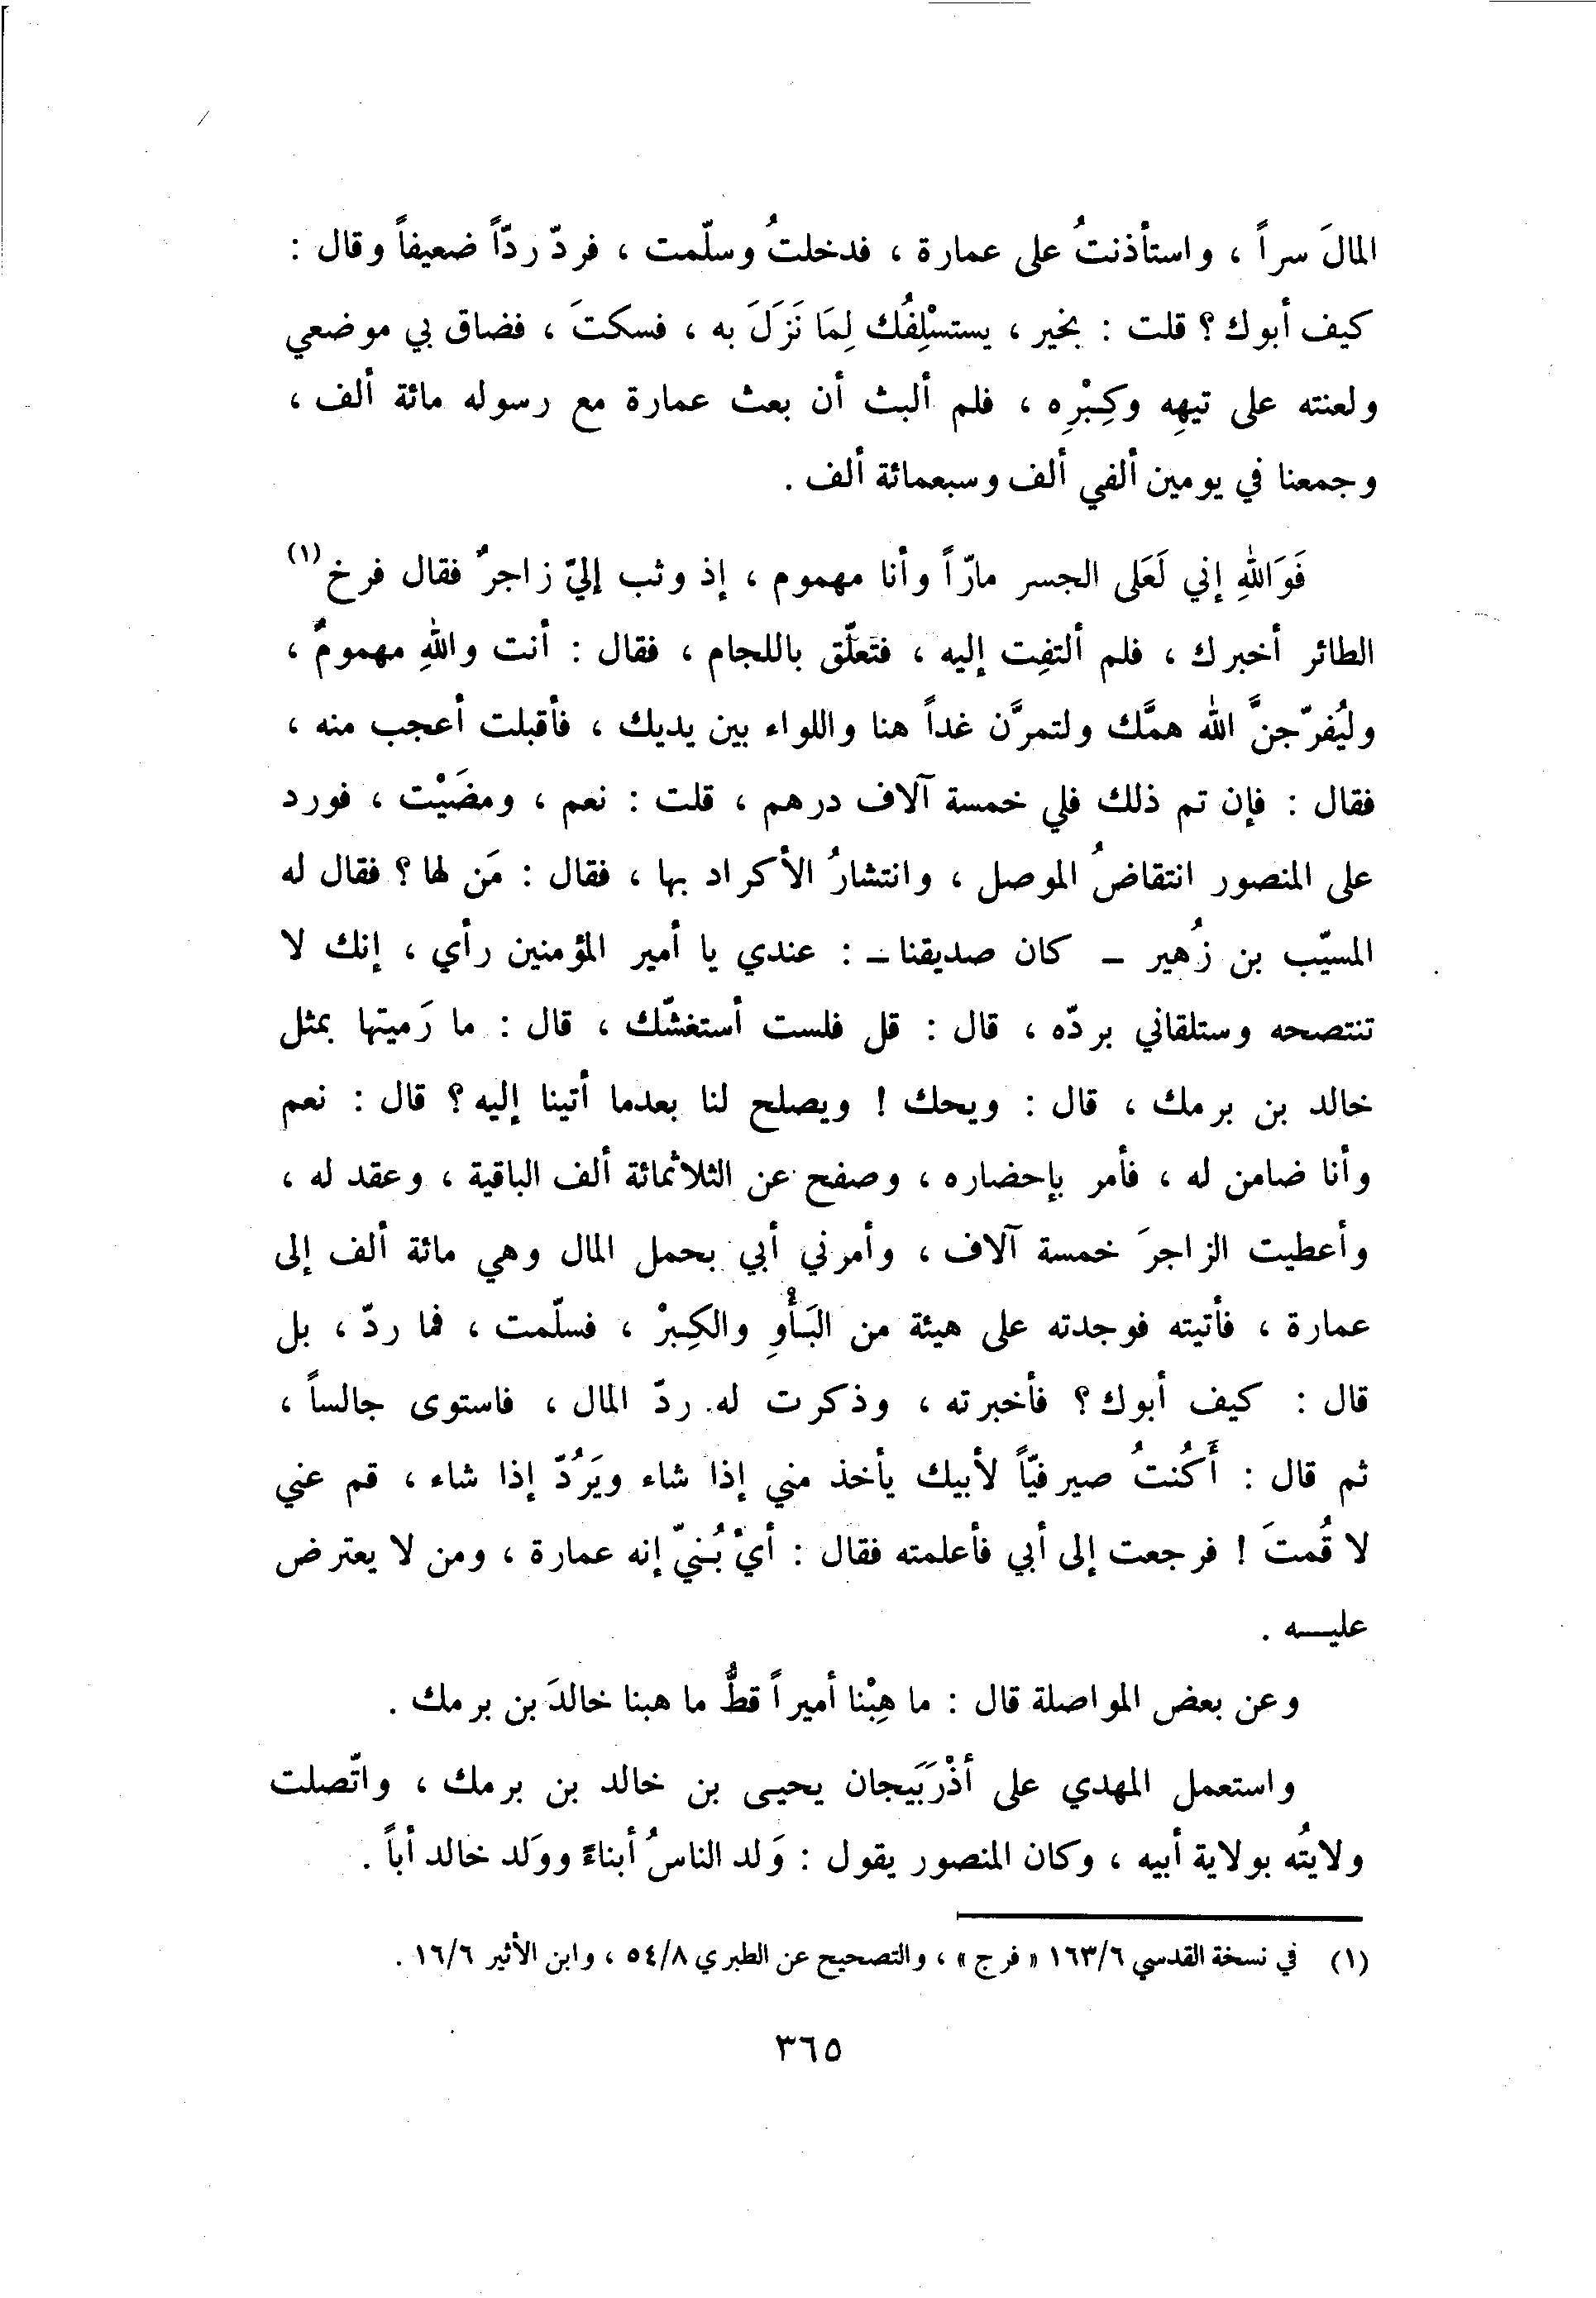 المالَ سراً ، واستأذنتُ على عمارة ، فدخلتُ وسلّمت ، فردّ ردّاً ضعيفاً وقال :
كيف أبوك ؟ قلت : بخير ، يستسْلِفُك لِمَا نَزَلَ به ، فسكتَ ، فضاق بي موضعي
ولعنته على تيهِه وكِبْرِه ، فلم ألبث أن بعث عمارة مع رسوله مائة ألف ،
وجمعنا في يومين ألفي ألف وسبعمائة ألف .
فَوَاللهِ إني لَعَلى الجسر مارّاً وأنا مهموم ، إذ وثب إليّ زاجرٌ فقال فرخ (١)
الطائر أخبرك ، فلم ألتفِت إليه ، فتَعلّق باللجام ، فقال : أنت واللهِ مهمومٌ ،
وليُفرّجنَّ الله همَّك ولتمرَّن غداً هنا واللواء بين يديك ، فأقبلت أعجب منه ،
فقال : فإن تم ذلك فلي خمسة آلاف درهم ، قلت : نعم ، ومضَيْت ، فورد
على المنصور انتقاضُ الموصل ، وانتشارُ الأكراد بها ، فقال : مَن لها ؟ فقال له
المسيّب بن زُهير - كان صديقنا - : عندي يا أمير المؤمنين رأي ، إنك لا
تنتصحه وستلقاني بردّه ، قال : قل فلست أستغشّك ، قال : ما رَميتها بمثل
خالد بن برمك ، قال : ويحك ! ويصلح لنا بعدما أتينا إليه ؟ قال : نعم
وأنا ضامن له ، فأمر بإحضاره ، وصفح عن الثلاثمائة ألف الباقية ، وعقد له ،
وأعطيت الزاجرَ خمسة آلاف ، وأمرني أبي بحمل المال وهي مائة ألف إلى
عمارة ، فأتيته فوجدته على هيئة من البَأْوِ والكِبرْ ، فسلّمت ، فما ردّ ، بل
قال : كيف أبوك ؟ فأخبرته ، وذكرت له ردّ المال ، فاستوى جالساً ،
ثم قال : أَكُنتُ صيرفيّاً لأبيك يأخذ مني إذا شاء ويَرُدّ إذا شاء ، قم عني
لا قُمتَ ! فرجعت إلى أبي فأعلمته فقال : أيْ بُنيّ إنه عمارة ، ومن لا يعترض
عليه .
وعن بعض المواصلة قال : ما هِبْنا أميراً قطُّ ما هبنا خالدَ بن برمك .
واستعمل المهدي على أذْرَبَيجان يحيى بن خالد بن برمك ، واتّصلت
ولايتُه بولاية أبيه ، وكان المنصور يقول : وَلد الناسُ أبناءً ووَلد خالد أباً .
(١) في نسخة القدسي ١٦٣/٦ « فرج » ، والتصحيح عن الطبري ٥٤/٨ ، وابن الأثير ١٦/٦ .
٣٦٥